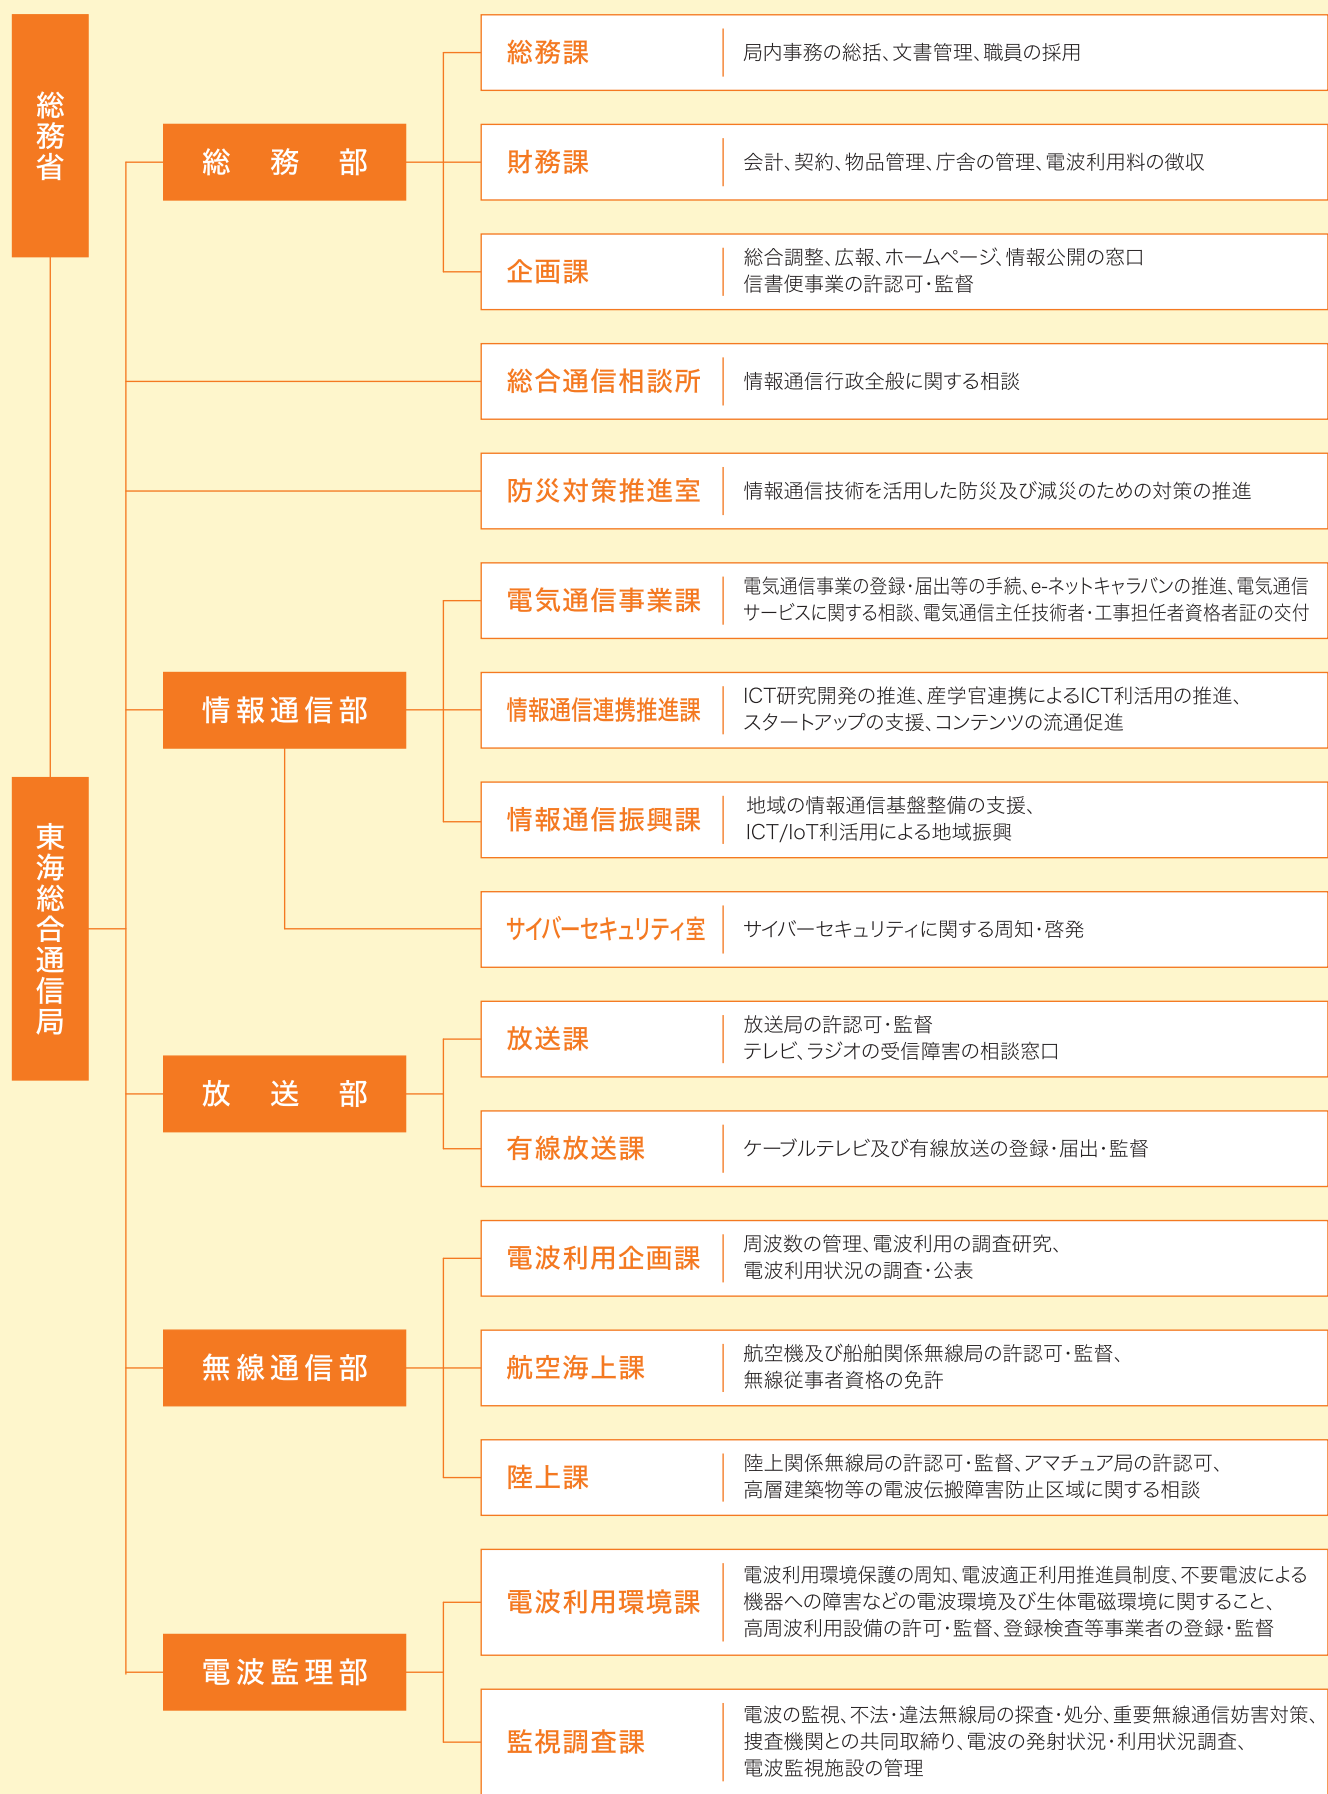 総務省
東海総合通信局
総務部
総務課
局内事務の総括、文書管理、職員の採用
財務課
会計、契約、物品管理、庁舎の管理、電波利用料の徴収
企画課
総合調整、広報、ホームページ、情報公開の窓口
信書便事業の許認可・監督
総合通信相談所
情報通信行政全般に関する相談
防災対策推進室
情報通信技術を活用した防災及び減災のための対策の推進
情報通信部
電気通信事業課
電気通信事業の登録・届出等の手続、e-ネットキャラバンの推進、電気通信
サービスに関する相談、電気通信主任技術者・工事担任者資格者証の交付
情報通信連携推進課
ICT研究開発の推進、産学官連携によるICT利活用の推進、
スタートアップの支援、コンテンツの流通促進
情報通信振興課
地域の情報通信基盤整備の支援、
ICT/IoT利活用による地域振興
サイバーセキュリティ室
サイバーセキュリティに関する周知・啓発
放送部
放送課
放送局の許認可・監督
テレビ、ラジオの受信障害の相談窓口
有線放送課
ケーブルテレビ及び有線放送の登録・届出・監督
無線通信部
電波利用企画課
周波数の管理、電波利用の調査研究、
電波利用状況の調査・公表
航空海上課
航空機及び船舶関係無線局の許認可・監督、
無線従事者資格の免許
陸上課
陸上関係無線局の許認可・監督、アマチュア局の許認可、
高層建築物等の電波伝搬障害防止区域に関する相談
電波監理部
電波利用環境課
電波利用環境保護の周知、電波適正利用推進員制度、不要電波による
機器への障害などの電波環境及び生体電磁環境に関すること、
高周波利用設備の許可・監督、登録検査等事業者の登録・監督
監視調査課
電波の監視、不法・違法無線局の探査・処分、重要無線通信妨害対策、
捜査機関との共同取締り、電波の発射状況・利用状況調査、
電波監視施設の管理